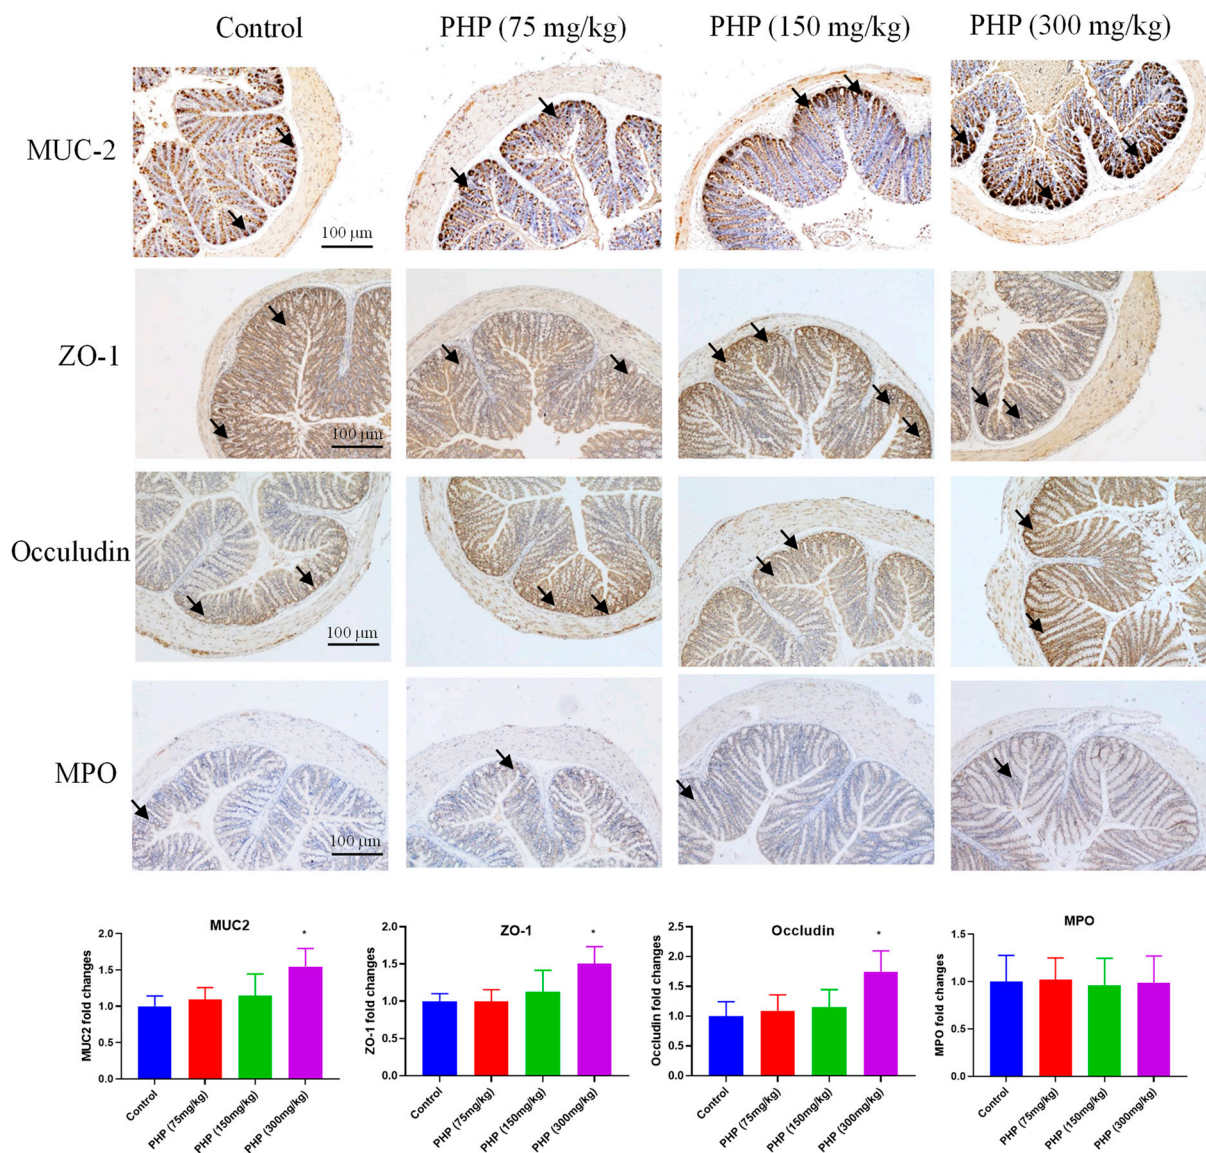 Control
PHP (75 mg/kg)
PHP (150 mg/kg)
PHP (300 mg/kg)
MUC-2
100 µm
ZO-1
100 µm
Occuludin
100 µm
MPO
100 µm
MUC2
*
MUC2 fold changes
2.0
1.5
1.0
0.5
0.0
Control
PHP (75mg/kg)
PHP (150mg/kg)
PHP (300mg/kg)
ZO-1
*
ZO-1 fold changes
2.0
1.5
1.0
0.5
0.0
Control
PHP (75mg/kg)
PHP (150mg/kg)
PHP (300mg/kg)
Occludin
*
Occludin fold changes
2.5
2.0
1.5
1.0
0.5
0.0
Control
PHP (75mg/kg)
PHP (150mg/kg)
PHP (300mg/kg)
MPO
MPO fold changes
1.5
1.0
0.5
0.0
Control
PHP (75mg/kg)
PHP (150mg/kg)
PHP (300mg/kg)